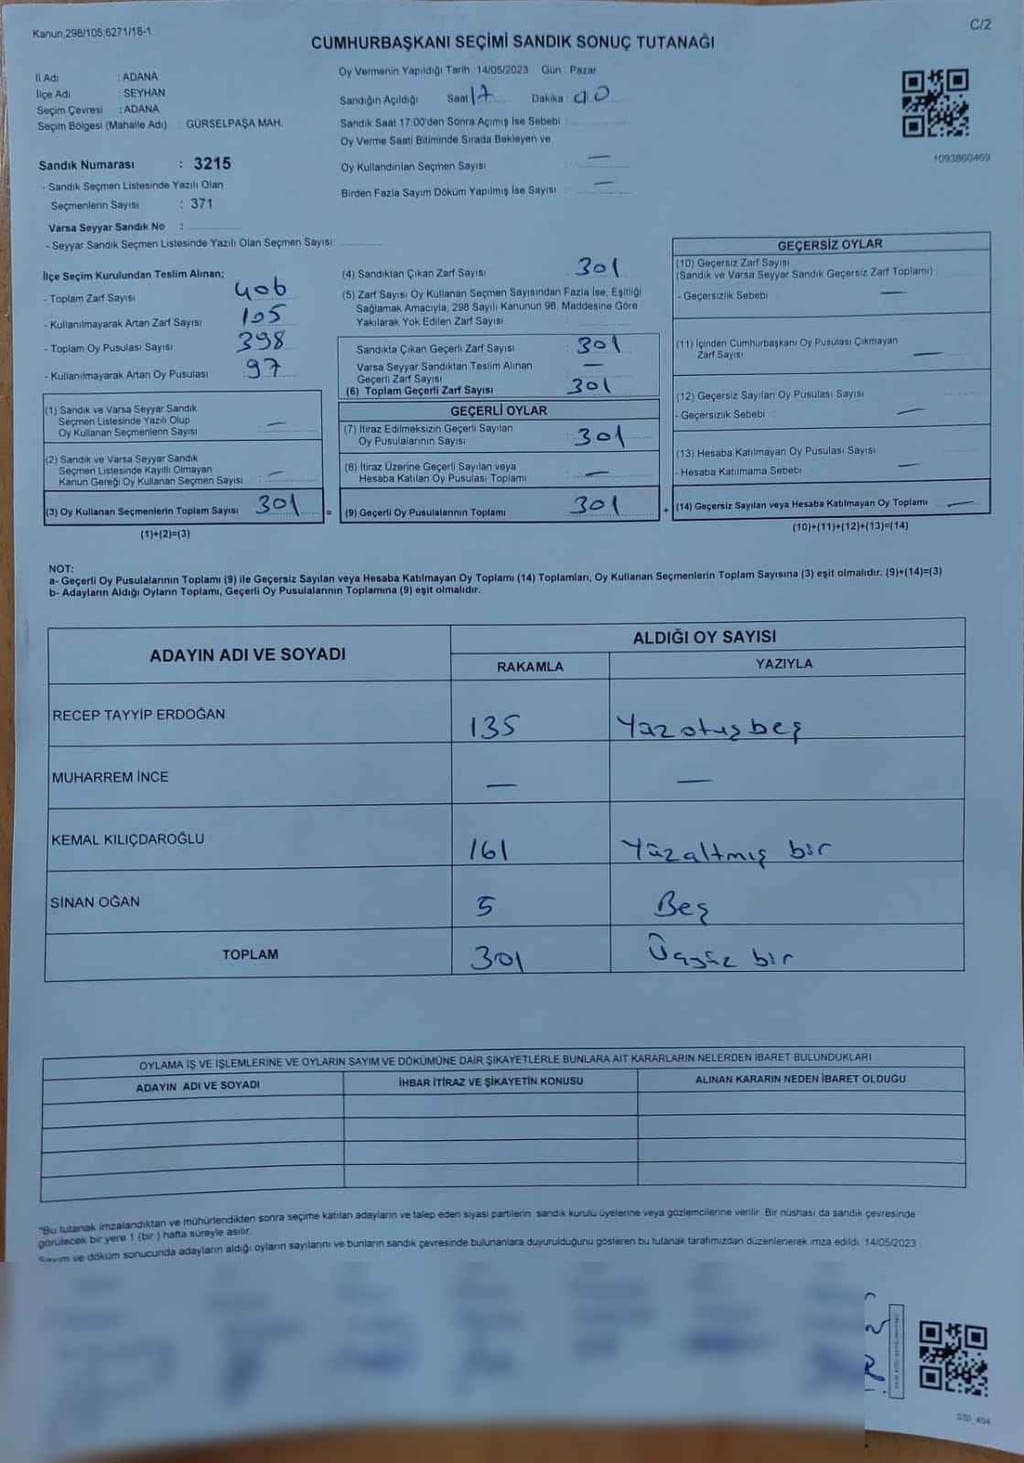 Kanun,298/105,6271/18-1
C/2
CUMHURBAŞKANI SEÇİMİ SANDIK SONUÇ TUTANAĞI
İl Adı : ADANA
İlçe Adı : SEYHAN
Seçim Çevresi : ADANA
Seçim Bölgesi (Mahalle Adı) : GÜRSELPAŞA MAH.
Sandık Numarası : 3215
- Sandık Seçmen Listesinde Yazılı Olan
Seçmenlerin Sayısı : 371
Varsa Seyyar Sandık No :
- Seyyar Sandık Seçmen Listesinde Yazılı Olan Seçmen Sayısı
Oy Vermenin Yapıldığı Tarih : 14/05/2023 Gün : Pazar
Sandığın Açıldığı Saat 17 Dakika : 40
Sandık Saat 17:00'den Sonra Açımış İse Sebebi
Oy Verme Saati Bitiminde Sırada Bekleyen ve
Oy Kullandırılan Seçmen Sayısı —
Birden Fazla Sayım Döküm Yapılmış İse Sayısı —
1093860469
İlçe Seçim Kurulundan Teslim Alınan;
- Toplam Zarf Sayısı 406
- Kullanılmayarak Artan Zarf Sayısı 105
- Toplam Oy Pusulası Sayısı 398
- Kullanılmayarak Artan Oy Pusulası 97
(1) Sandık ve Varsa Seyyar Sandık
Seçmen Listesinde Yazılı Olup
Oy Kullanan Seçmenlerin Sayısı —
(2) Sandık ve Varsa Seyyar Sandık
Seçmen Listesinde Kayıtlı Olmayan
Kanun Gereği Oy Kullanan Seçmen Sayısı —
(3) Oy Kullanan Seçmenlerin Toplam Sayısı 301 =
(1)+(2)=(3)
(4) Sandıktan Çıkan Zarf Sayısı 301
(5) Zarf Sayısı Oy Kullanan Seçmen Sayısından Fazla İse, Eşitliği
Sağlamak Amacıyla, 298 Sayılı Kanunun 98. Maddesine Göre
Yakılarak Yok Edilen Zarf Sayısı
Sandıkta Çıkan Geçerli Zarf Sayısı 301
Varsa Seyyar Sandıktan Teslim Alınan
Geçerli Zarf Sayısı —
(6) Toplam Geçerli Zarf Sayısı 301
GEÇERLİ OYLAR
(7) İtiraz Edilmeksizin Geçerli Sayılan
Oy Pusulalarının Sayısı 301
(8) İtiraz Üzerine Geçerli Sayılan veya
Hesaba Katılan Oy Pusulası Toplamı —
(9) Geçerli Oy Pusulalarının Toplamı 301 +
GEÇERSİZ OYLAR
(10) Geçersiz Zarf Sayısı
(Sandık ve Varsa Seyyar Sandık Geçersiz Zarf Toplamı)
- Geçersizlik Sebebi —
(11) İçinden Cumhurbaşkanı Oy Pusulası Çıkmayan
Zarf Sayısı —
(12) Geçersiz Sayılan Oy Pusulası Sayısı
- Geçersizlik Sebebi —
(13) Hesaba Katılmayan Oy Pusulası Sayısı
- Hesaba Katılmama Sebebi —
(14) Geçersiz Sayılan veya Hesaba Katılmayan Oy Toplamı —
(10)+(11)+(12)+(13)=(14)
NOT:
a- Geçerli Oy Pusulalarının Toplamı (9) ile Geçersiz Sayılan veya Hesaba Katılmayan Oy Toplamı (14) Toplamları, Oy Kullanan Seçmenlerin Toplam Sayısına (3) eşit olmalıdır. (9)+(14)=(3)
b- Adayların Aldığı Oyların Toplamı, Geçerli Oy Pusulalarının Toplamına (9) eşit olmalıdır.
ADAYIN ADI VE SOYADI ALDIĞI OY SAYISI
RAKAMLA YAZIYLA
RECEP TAYYİP ERDOĞAN 135 Yüzotuzbeş
MUHARREM İNCE — —
KEMAL KILIÇDAROĞLU 161 Yüzaltmış bir
SİNAN OĞAN 5 Beş
TOPLAM 301 Üçyüz bir
OYLAMA İŞ VE İŞLEMLERİNE VE OYLARIN SAYIM VE DÖKÜMÜNE DAİR ŞİKAYETLERLE BUNLARA AİT KARARLARIN NELERDEN İBARET BULUNDUKLARI
ADAYIN ADI VE SOYADI İHBAR İTİRAZ VE ŞİKAYETİN KONUSU ALINAN KARARIN NEDEN İBARET OLDUĞU
"Bu tutanak imzalandıktan ve mühürlendikten sonra seçime katılan adayların ve talep eden siyasi partilerin sandık kurulu üyelerine veya gözlemcilerine verilir. Bir nüshası da sandık çevresinde
görülecek bir yere 1 (bir) hafta süreyle asılır.
Sayım ve döküm sonucunda adayların aldığı oyların sayılarını ve bunların sandık çevresinde bulunanlara duyurulduğunu gösteren bu tutanak tarafımızdan düzenlenerek imza edildi. 14/05/2023